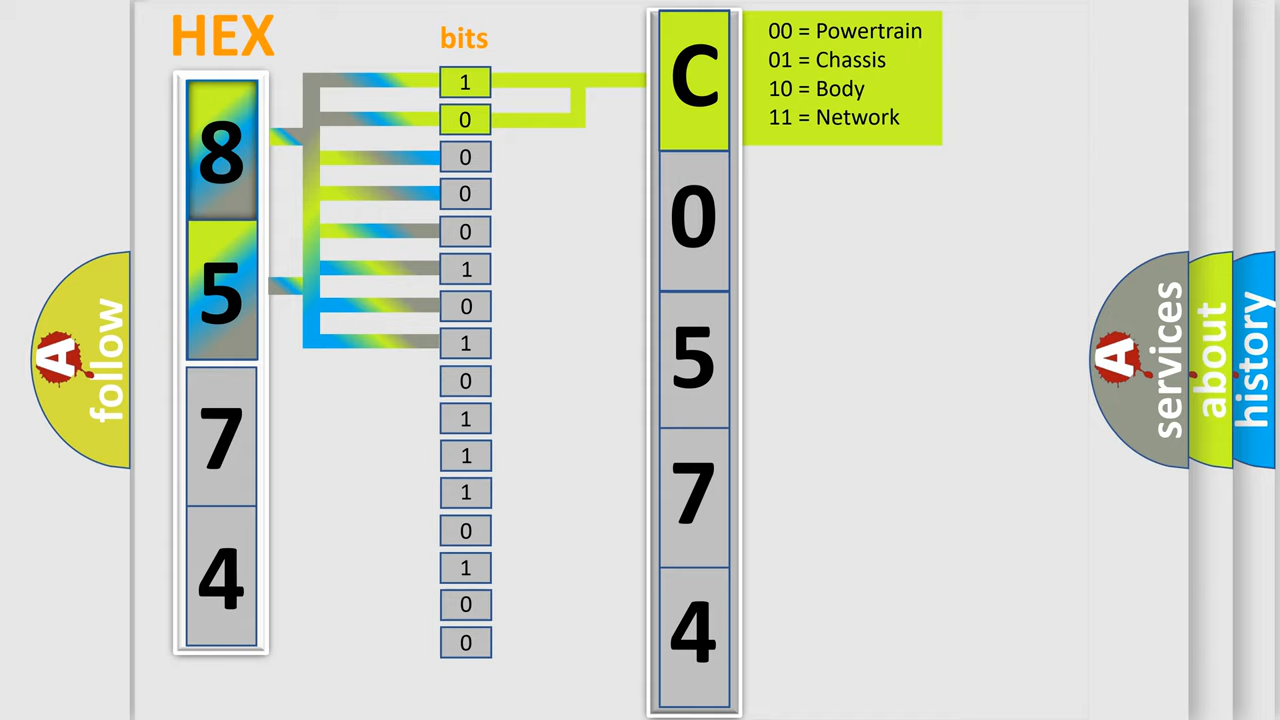 HEX
bits
8
5
7
4
1
0
0
0
0
1
0
1
0
1
1
1
0
1
0
0
C
0
5
7
4
00 = Powertrain
01 = Chassis
10 = Body
11 = Network
A follow
A services
about
history